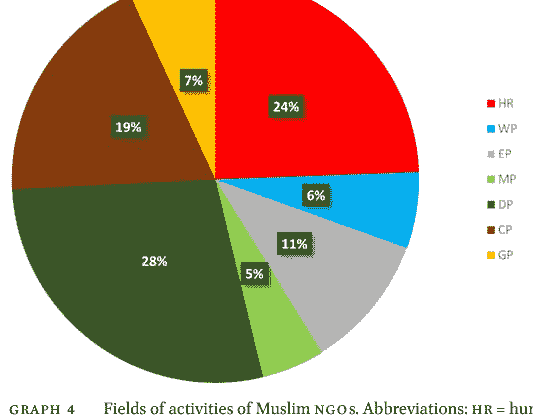 7%
24%
19%
6%
11%
5%
28%
HR
WP
EP
MP
DP
CP
GP
GRAPH 4 Fields of activities of Muslim NGOs. Abbreviations: HR =